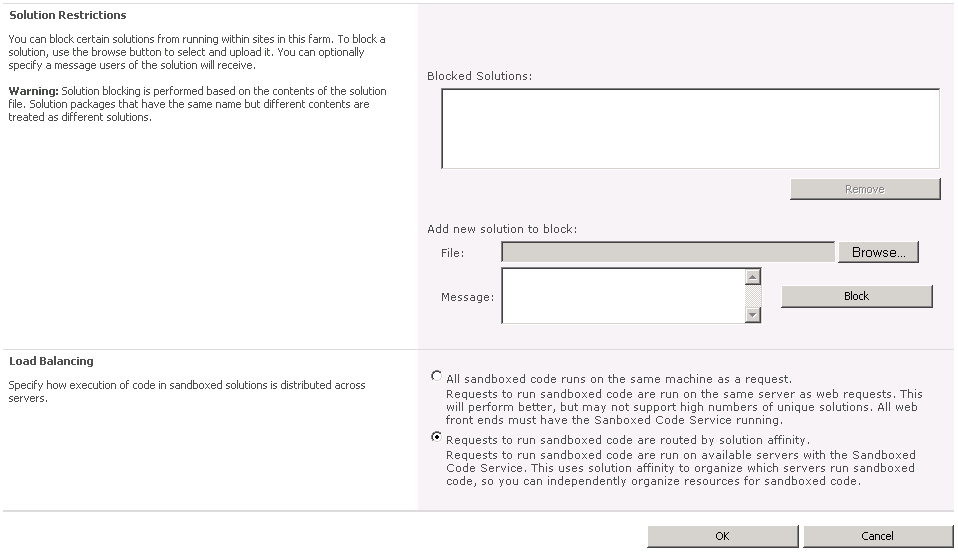 Solution Restrictions
You can block certain solutions from running within sites in this farm. To block a
solution, use the browse button to select and upload it. You can optionally
specify a message users of the solution will receive.
Warning: Solution blocking is performed based on the contents of the solution
file. Solution packages that have the same name but different contents are
treated as different solutions.
Blocked Solutions:
Remove
Add new solution to block:
File:
Browse...
Message:
Block
Load Balancing
Specify how execution of code in sandboxed solutions is distributed across
servers.
All sandboxed code runs on the same machine as a request.
Requests to run sandboxed code are run on the same server as web requests. This
will perform better, but may not support high numbers of unique solutions. All web
front ends must have the Sanboxed Code Service running.
Requests to run sandboxed code are routed by solution affinity.
Requests to run sandboxed code are run on available servers with the Sandboxed
Code Service. This uses solution affinity to organize which servers run sandboxed
code, so you can independently organize resources for sandboxed code.
OK
Cancel